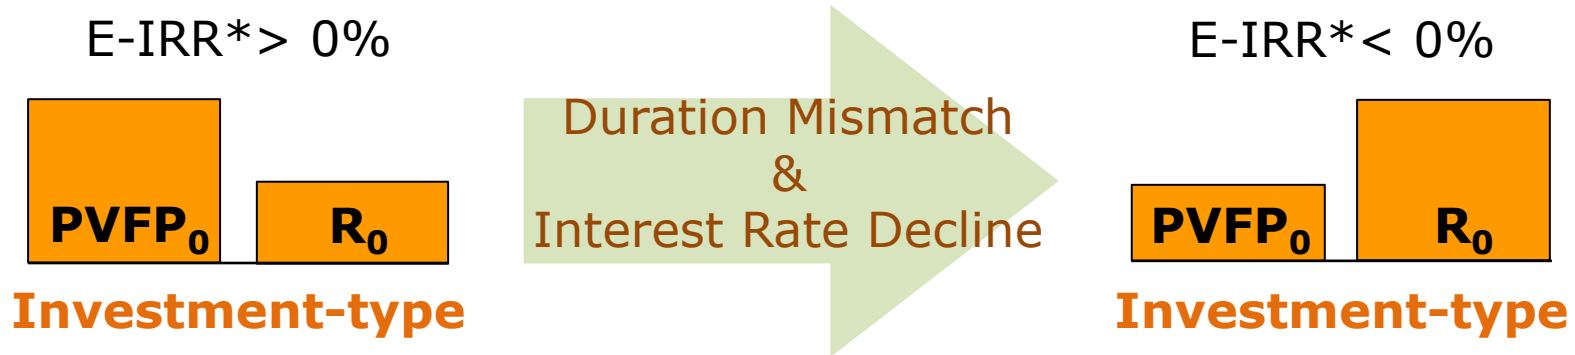 E-IRR*> 0%
PVFP₀
R₀
Investment-type
Duration Mismatch
&
Interest Rate Decline
E-IRR*< 0%
PVFP₀
R₀
Investment-type